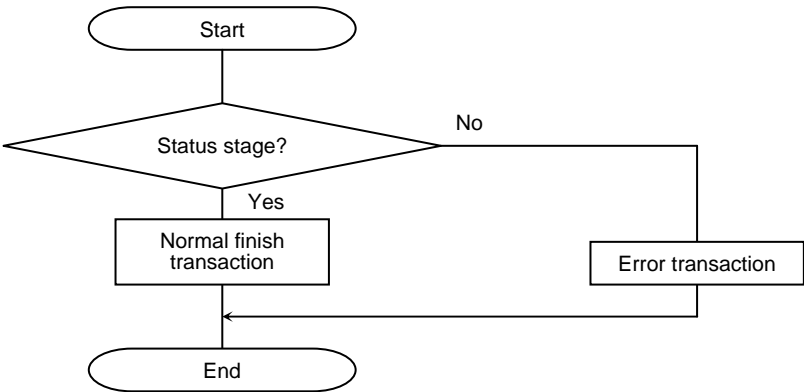 Start
Status stage?
No
Yes
Normal finish
transaction
Error transaction
End